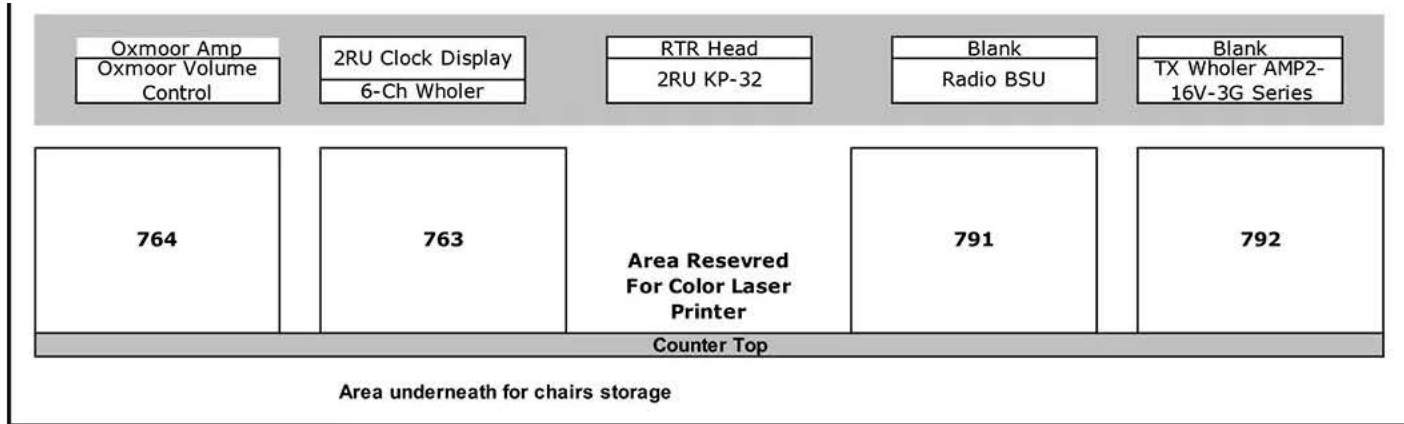 Oxmoor Amp
Oxmoor Volume
Control
2RU Clock Display
6-Ch Wholer
RTR Head
2RU KP-32
Blank
Radio BSU
Blank
TX Wholer AMP2-
16V-3G Series
764
763
Area Resevred
For Color Laser
Printer
791
792
Counter Top
Area underneath for chairs storage